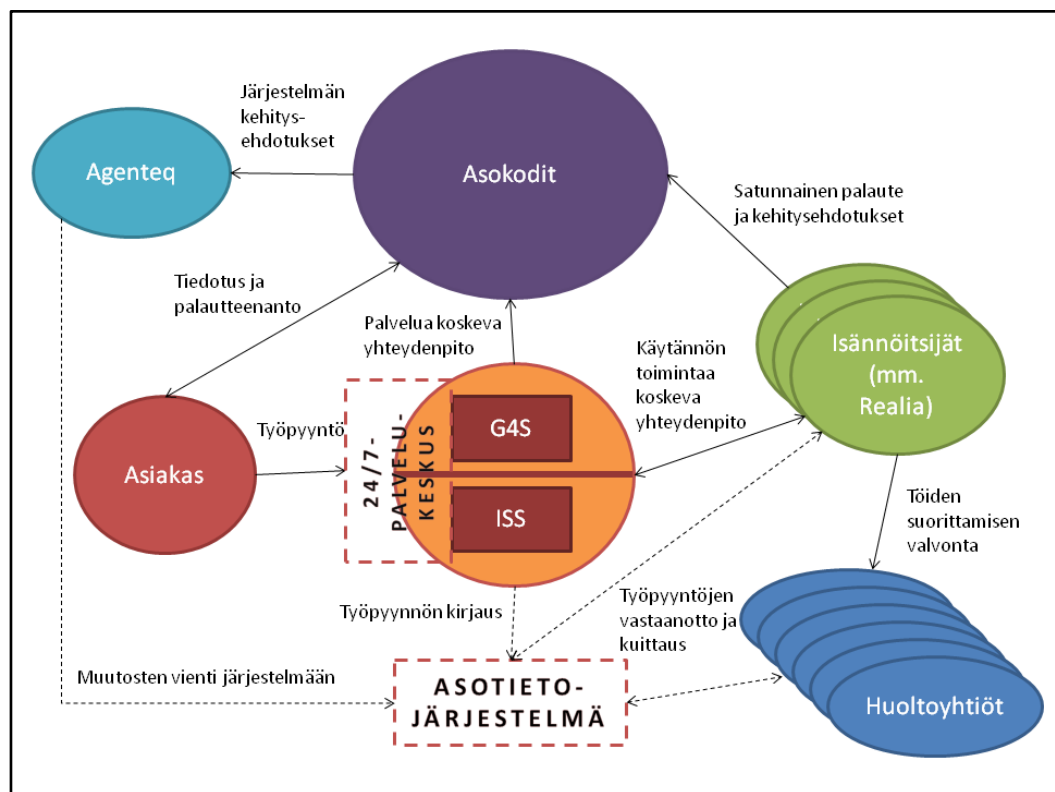 Järjestelmän
kehitys-
ehdotukset
Agenteq
Asokodit
Satunnainen palaute
ja kehitysehdotukset
Tiedotus ja
palautteenanto
Palvelua koskeva
yhteydenpito
Käytännön
toimintaa
koskeva
yhteydenpito
Isännöitsijät
(mm.
Realia)
Asiakas
Työpyyntö
24/7-
PALVELU-
KESKUS
G4S
ISS
Töiden
suorittamisen
valvonta
Työpyynnön kirjaus
Työpyyntöjen
vastaanotto ja
kuittaus
Muutosten vienti järjestelmään
ASOTIETO-
JÄRJESTELMÄ
Huoltoyhtiöt